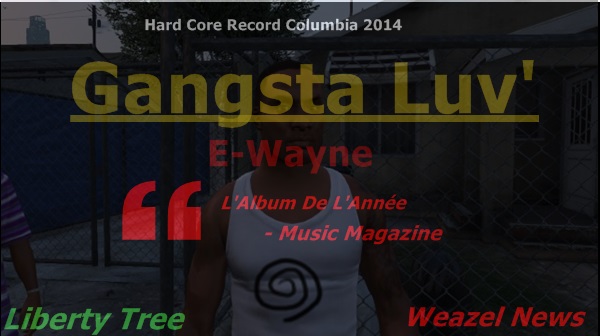 Hard Core Record Columbia 2014
Gangsta Luv'
E-Wayne
“ L'Album De L'Année
- Music Magazine
Liberty Tree
Weazel News